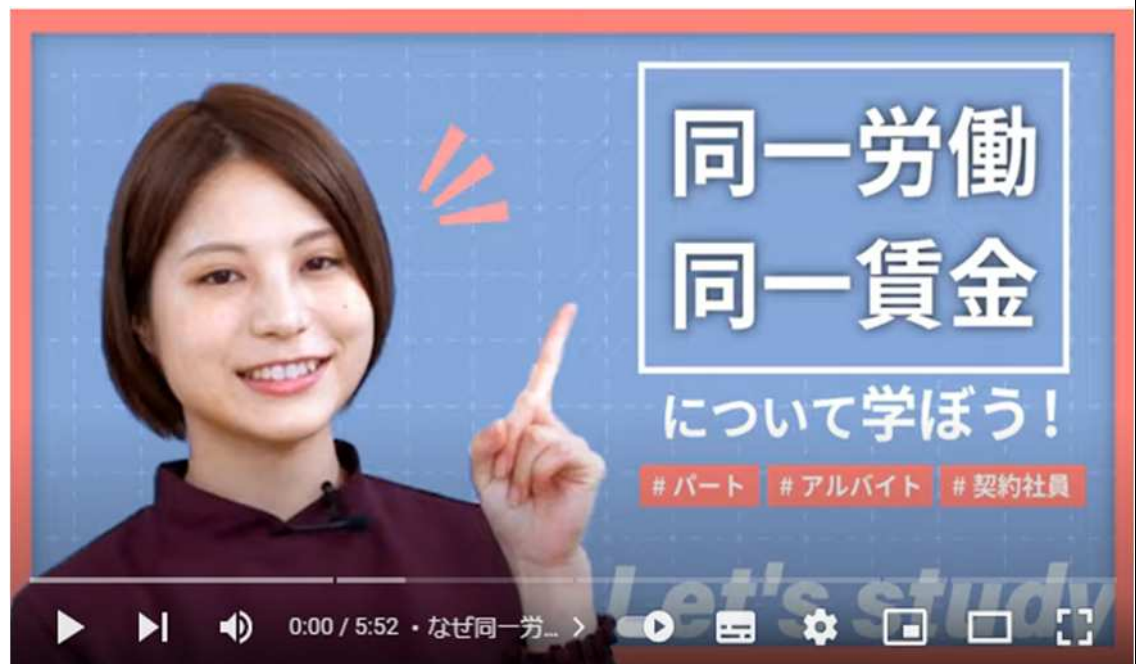 同一労働
同一賃金
について学ぼう！
#パート #アルバイト #契約社員
Let's study
0:00 / 5:52 ・なぜ同一労...